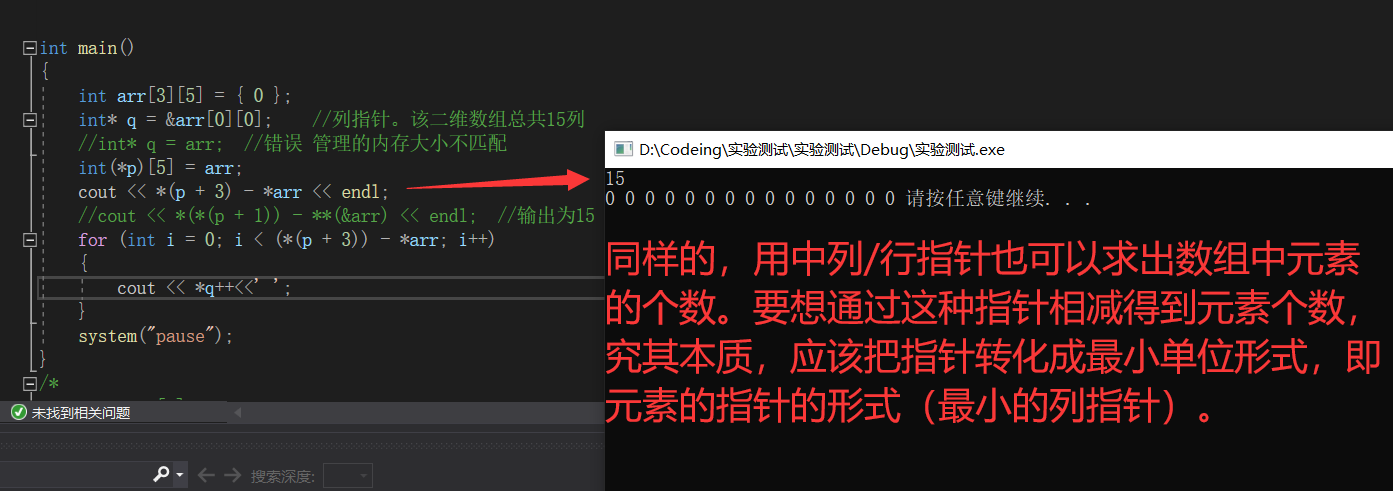 int main()
{
int arr[3][5] = { 0 };
int* q = &arr[0][0];    //列指针。该二维数组总共15列
//int* q = arr;  //错误 管理的内存大小不匹配
int(*p)[5] = arr;
cout << *(p + 3) - *arr << endl;
//cout << *(*(p + 1)) - **(&arr) << endl;  //输出为15
for (int i = 0; i < (*(p + 3)) - *arr; i++)
{
cout << *q++<<' ';
}
system("pause");
}
/*
未找到相关问题
搜索深度:
D:\Codeing\实验测试\实验测试\Debug\实验测试.exe
15
0 0 0 0 0 0 0 0 0 0 0 0 0 0 0 请按任意键继续. . .
同样的，用中列/行指针也可以求出数组中元素
的个数。要想通过这种指针相减得到元素个数，
究其本质，应该把指针转化成最小单位形式，即
元素的指针的形式（最小的列指针）。